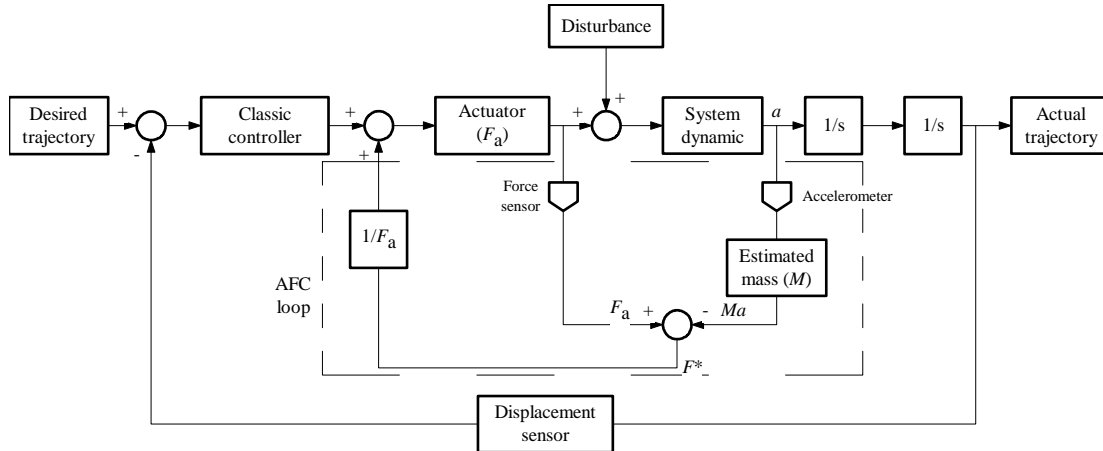 Disturbance
Desired
trajectory
+
-
Classic
controller
+
+
Actuator
(Fa)
+
+
System
dynamic
a
1/s
1/s
Actual
trajectory
Force
sensor
Accelerometer
1/Fa
Estimated
mass (M)
AFC
loop
Fa
+
-
Ma
F*
Displacement
sensor